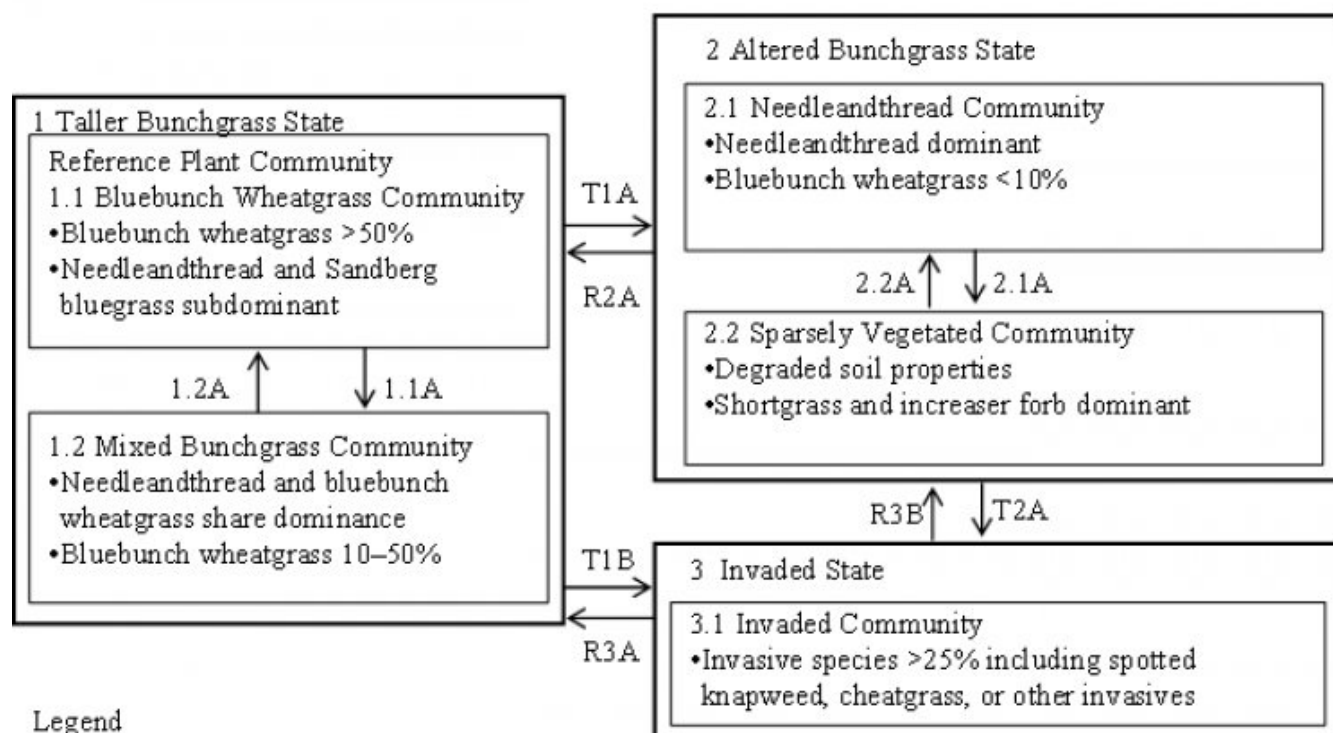 1 Taller Bunchgrass State
Reference Plant Community
1.1 Bluebunch Wheatgrass Community
•Bluebunch wheatgrass >50%
•Needleandthread and Sandberg
bluegrass subdominant
1.2A
1.1A
1.2 Mixed Bunchgrass Community
•Needleandthread and bluebunch
wheatgrass share dominance
•Bluebunch wheatgrass 10–50%
T1A
R2A
T1B
R3A
2 Altered Bunchgrass State
2.1 Needleandthread Community
•Needleandthread dominant
•Bluebunch wheatgrass <10%
2.2A
2.1A
2.2 Sparsely Vegetated Community
•Degraded soil properties
•Shortgrass and increaser forb dominant
R3B
T2A
3 Invaded State
3.1 Invaded Community
•Invasive species >25% including spotted
knapweed, cheatgrass, or other invasives
Legend